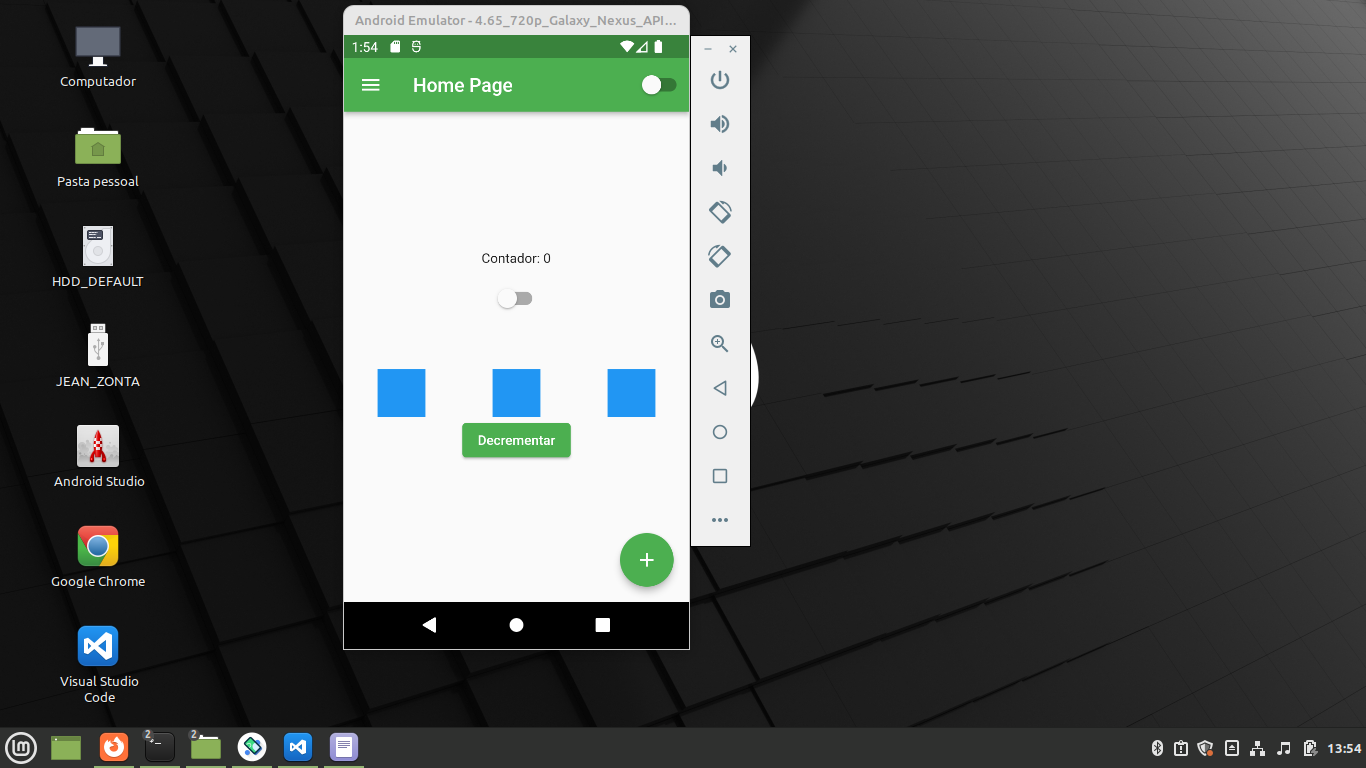 Computador
Pasta pessoal
HDD_DEFAULT
JEAN_ZONTA
Android Studio
Google Chrome
Visual Studio
Code
Android Emulator - 4.65_720p_Galaxy_Nexus_API...
1:54
Home Page
Contador: 0
Decrementar
+
2
2
13:54